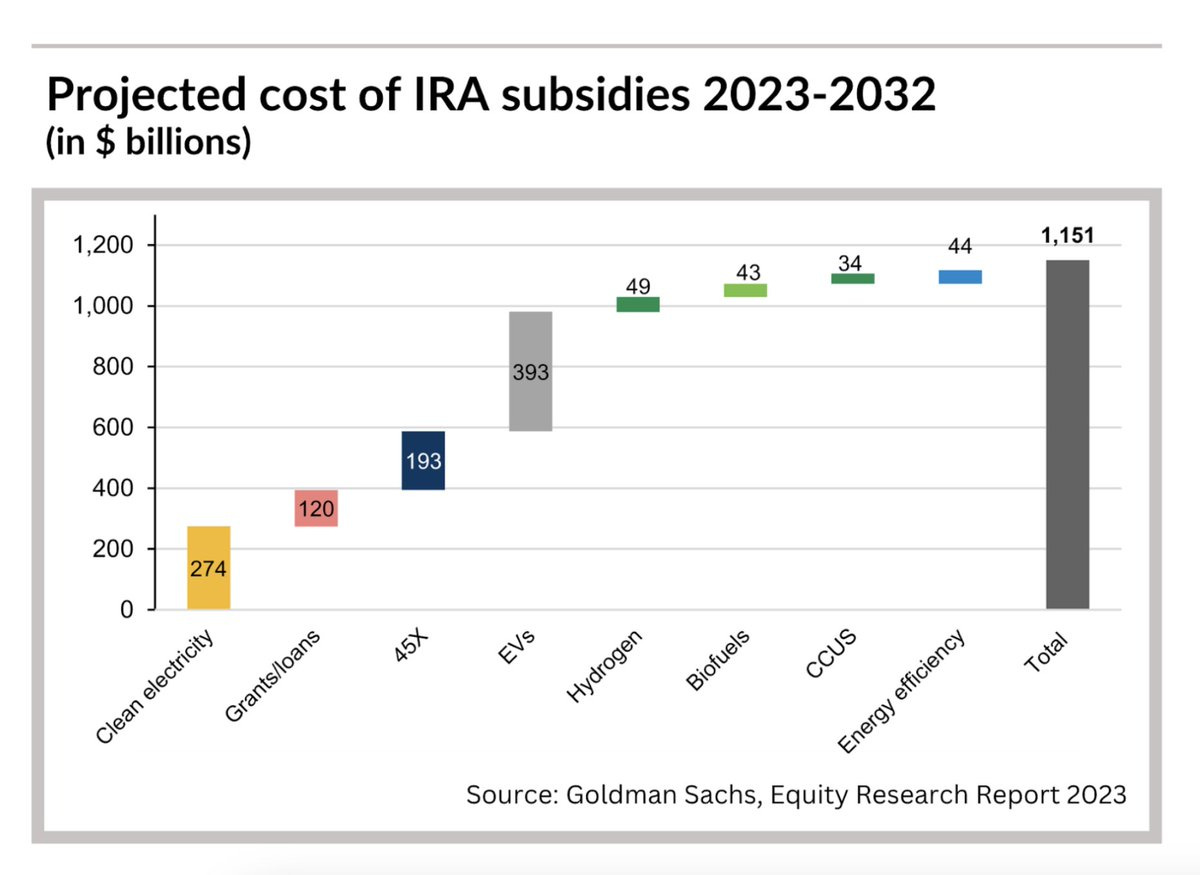 Projected cost of IRA subsidies 2023-2032
(in $ billions)
1,200
1,000
800
600
400
200
0
274
120
193
393
49
43
34
44
1,151
Clean electricity
Grants/loans
45X
EVs
Hydrogen
Biofuels
CCUS
Energy efficiency
Total
Source: Goldman Sachs, Equity Research Report 2023